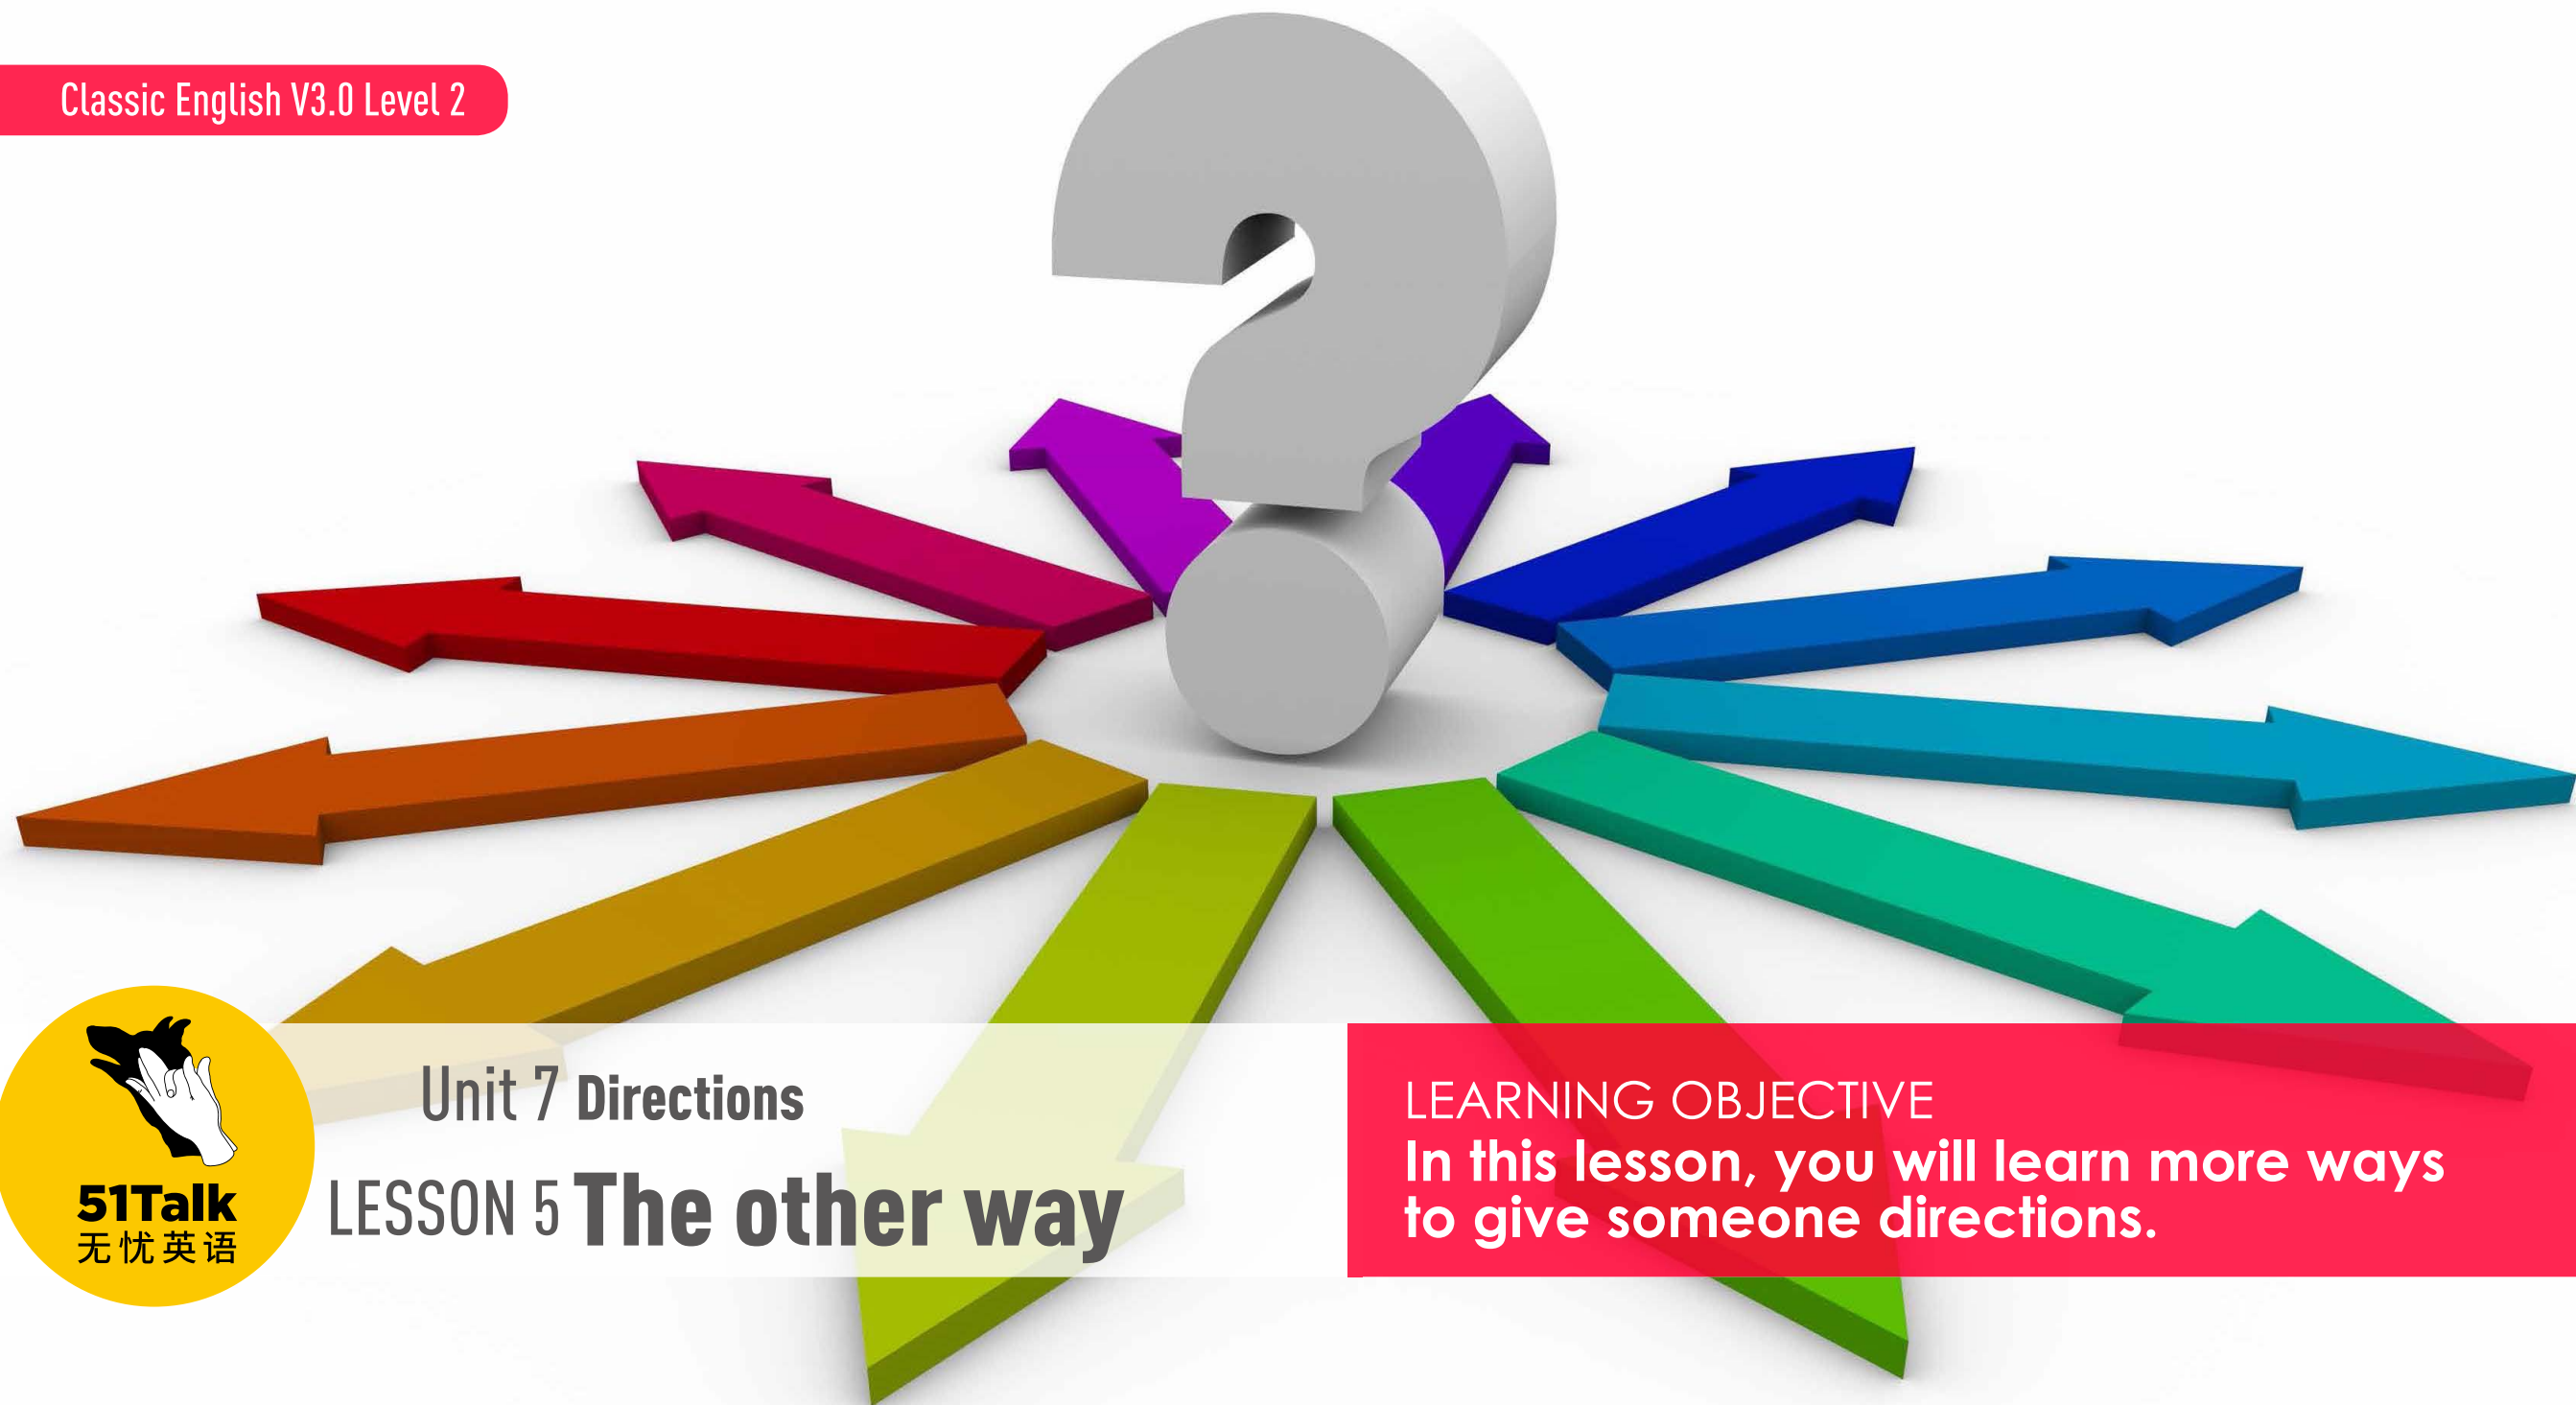 Classic English V3.0 Level 2
51Talk
无忧英语
Unit 7 Directions
LESSON 5 The other way
LEARNING OBJECTIVE
In this lesson, you will learn more ways
to give someone directions.